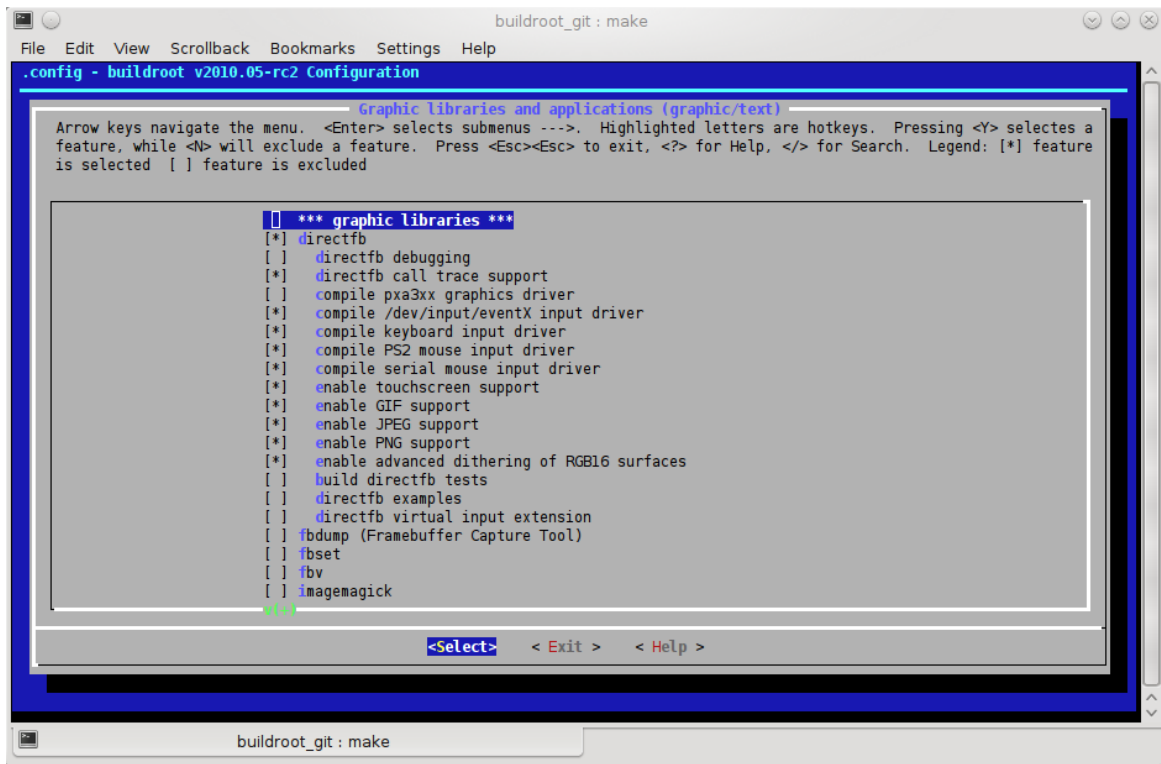 buildroot_git : make
File Edit View Scrollback Bookmarks Settings Help
.config - buildroot v2010.05-rc2 Configuration
Graphic libraries and applications (graphic/text)
Arrow keys navigate the menu. <Enter> selects submenus --->. Highlighted letters are hotkeys. Pressing <Y> selectes a
feature, while <N> will exclude a feature. Press <Esc><Esc> to exit, <?> for Help, </> for Search. Legend: [*] feature
is selected [ ] feature is excluded
*** graphic libraries ***
[*] directfb
[ ] directfb debugging
[*] directfb call trace support
[ ] compile pxa3xx graphics driver
[*] compile /dev/input/eventX input driver
[*] compile keyboard input driver
[*] compile PS2 mouse input driver
[*] compile serial mouse input driver
[*] enable touchscreen support
[*] enable GIF support
[*] enable JPEG support
[*] enable PNG support
[*] enable advanced dithering of RGB16 surfaces
[ ] build directfb tests
[ ] directfb examples
[ ] directfb virtual input extension
[ ] fbdump (Framebuffer Capture Tool)
[ ] fbset
[ ] fbv
[ ] imagemagick
v(+)
<Select> < Exit > < Help >
buildroot_git : make